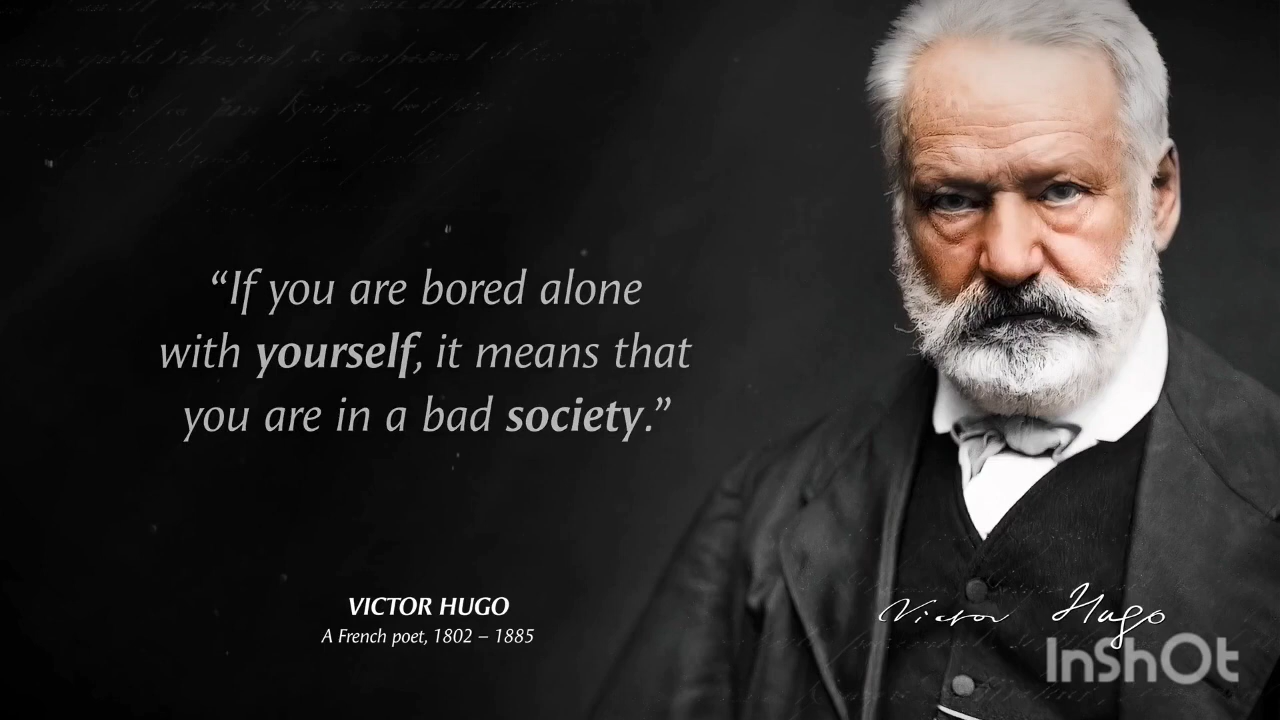 “If you are bored alone
with yourself, it means that
you are in a bad society.”
VICTOR HUGO
A French poet, 1802 – 1885
Victor Hugo
InShOt